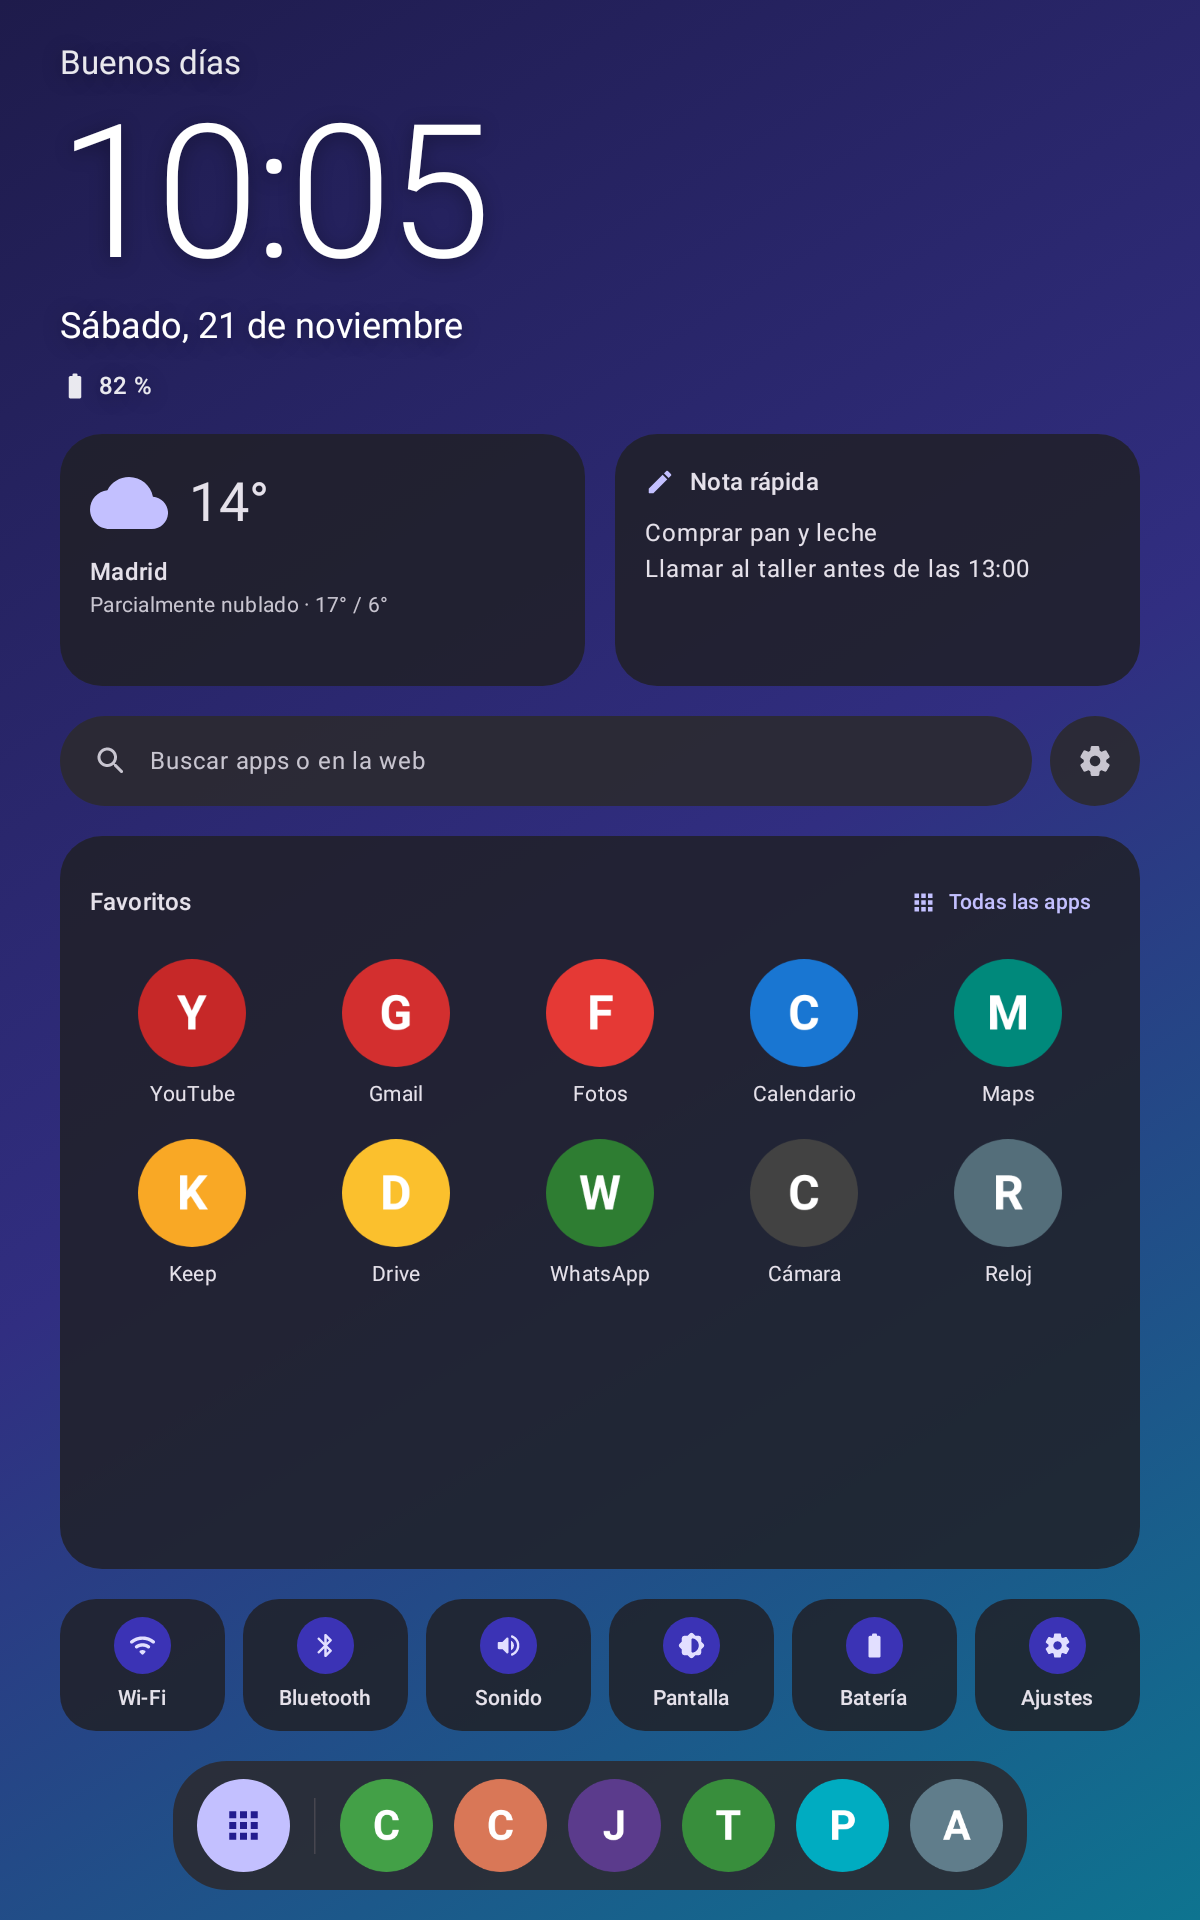 Buenos días
10:05
Sábado, 21 de noviembre
82 %
14°
Madrid
Parcialmente nublado · 17° / 6°
Nota rápida
Comprar pan y leche
Llamar al taller antes de las 13:00
Buscar apps o en la web
Favoritos
Todas las apps
Y G F C M
YouTube Gmail Fotos Calendario Maps
K D W C R
Keep Drive WhatsApp Cámara Reloj
Wi-Fi Bluetooth Sonido Pantalla Batería Ajustes
C C J T P A